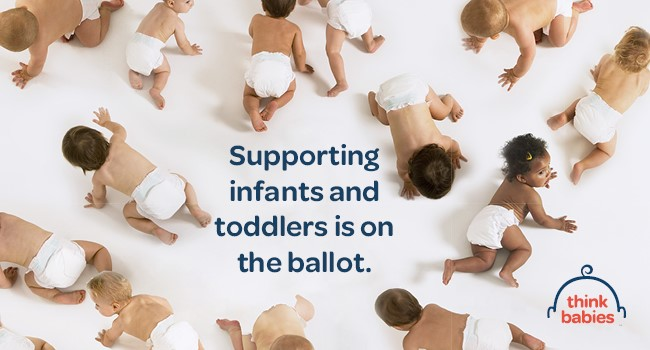 Supporting
infants and
toddlers is on
the ballot.
think
babies